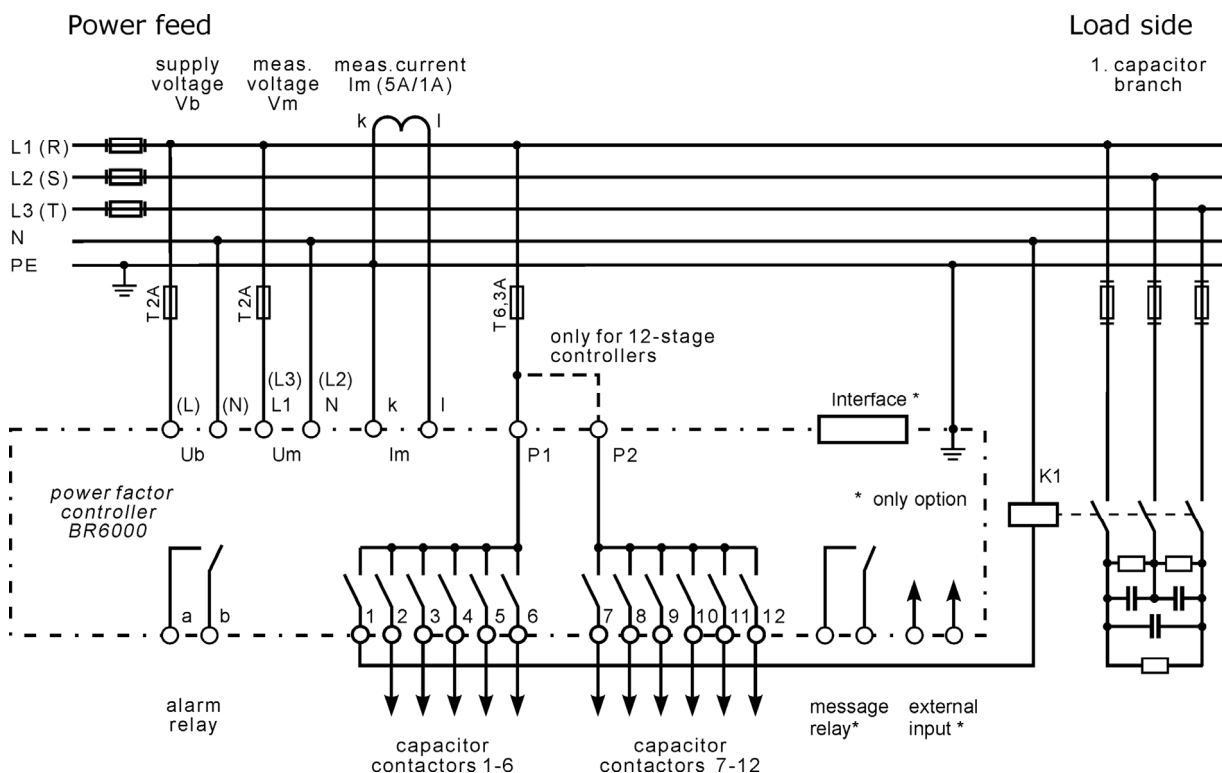 Power feed
Load side
supply
voltage
Vb
meas.
voltage
Vm
meas.current
Im (5A/1A)
1. capacitor
branch
k
l
L1 (R)
L2 (S)
L3 (T)
N
PE
T2A
T2A
T6,3A
only for 12-stage
controllers
(L)
(N)
(L3)
L1
(L2)
N
k
l
Interface *
Ub
Um
Im
P1
P2
K1
power factor
controller
BR6000
* only option
a
b
1
2
3
4
5
6
7
8
9
10
11
12
alarm
relay
capacitor
contactors 1-6
capacitor
contactors 7-12
message
relay*
external
input *